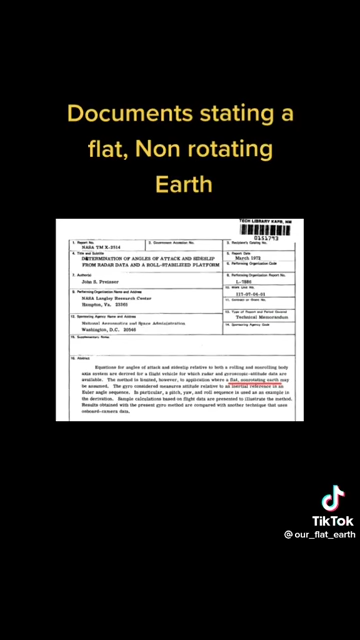 Documents stating a
flat, Non rotating
Earth
TECH LIBRARY KAFB, NM
1. Report No.
NASA TM X-2514
2. Government Accession No.
3. Recipient's Catalog No.
4. Title and Subtitle
DETERMINATION OF ANGLES OF ATTACK AND SIDESLIP
FROM RADAR DATA AND A ROLL-STABILIZED PLATFORM
5. Report Date
March 1972
6. Performing Organization Code
7. Author(s)
John S. Preisser
8. Performing Organization Report No.
9. Performing Organization Name and Address
NASA Langley Research Center
Hampton, Va. 23365
10. Work Unit No.
11. Contract or Grant No.
12. Sponsoring Agency Name and Address
National Aeronautics and Space Administration
Washington, D.C. 20546
13. Type of Report and Period Covered
Technical Memorandum
14. Sponsoring Agency Code
15. Supplementary Notes
16. Abstract
Equations for angles of attack and sideslip relative to both a rolling and nonrolling body
axis system are derived for a flight vehicle for which radar and gyroscopic-attitude data are
available. The method is limited, however, to application where a flat, nonrotating earth may
be assumed. The gyro considered measures attitude relative to an inertial reference in an
Euler angle sequence. In particular, a pitch, yaw, and roll sequence is used as an example in
the derivation. Sample calculations based on flight data are presented to illustrate the method.
Results obtained with the present gyro method are compared with another technique that uses
onboard-camera data.
TikTok
@our_flat_earth